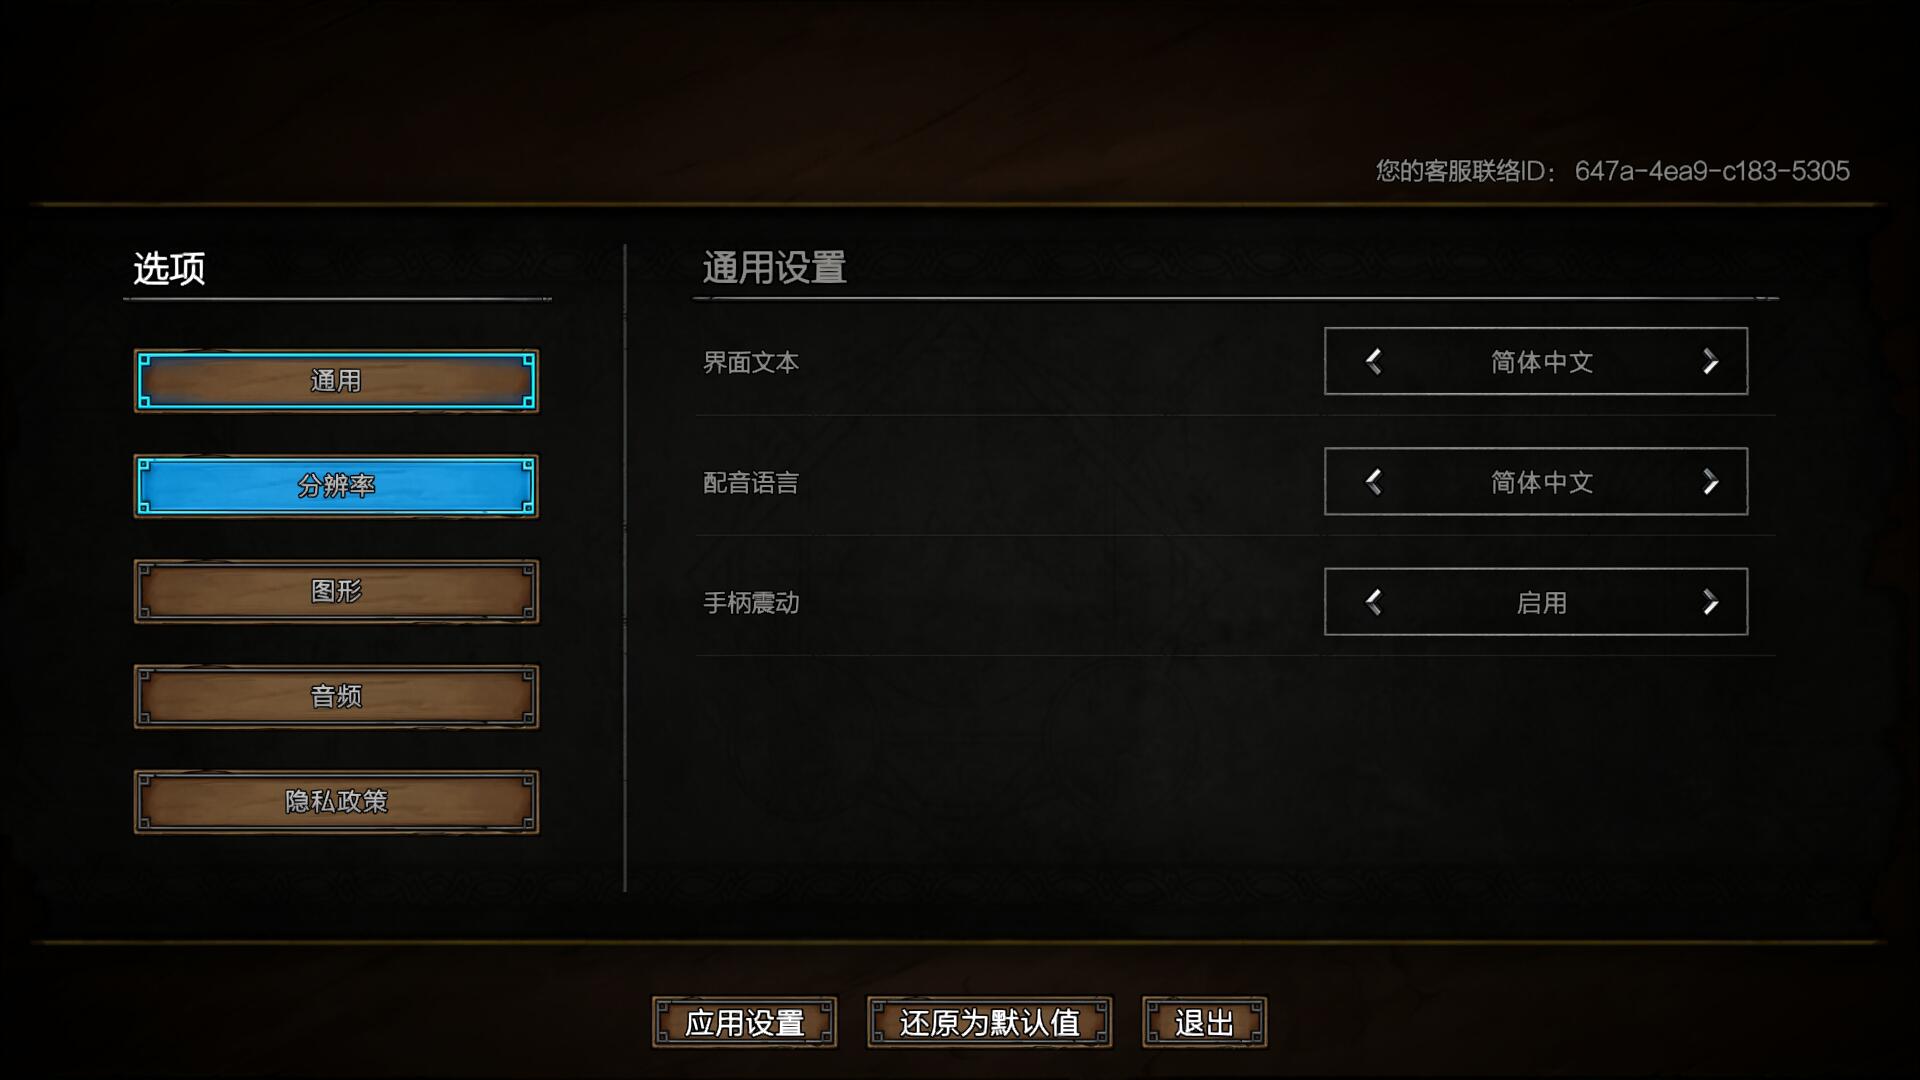 您的客服联络ID： 647a-4ea9-c183-5305
选项
通用
分辨率
图形
音频
隐私政策
通用设置
界面文本
简体中文
配音语言
简体中文
手柄震动
启用
应用设置
还原为默认值
退出